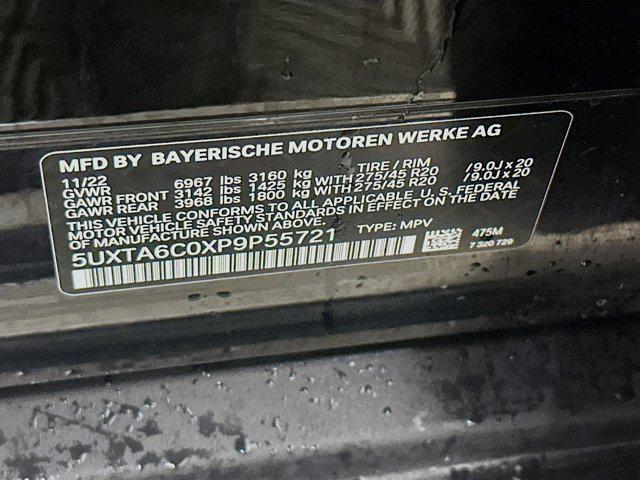 MFD BY BAYERISCHE MOTOREN WERKE AG
11/22 TIRE / RIM
GVWR 6967 lbs 3160 kg
GAWR FRONT 3142 lbs 1425 kg WITH 275/45 R20 / 9.0J x 20
GAWR REAR 3968 lbs 1800 kg WITH 275/45 R20 / 9.0J x 20
THIS VEHICLE CONFORMS TO ALL APPLICABLE U.S. FEDERAL
MOTOR VEHICLE SAFETY STANDARDS IN EFFECT ON THE DATE
OF MANUFACTURE SHOWN ABOVE.
5UXTA6C0XP9P55721 TYPE: MPV 475M
7 320 729